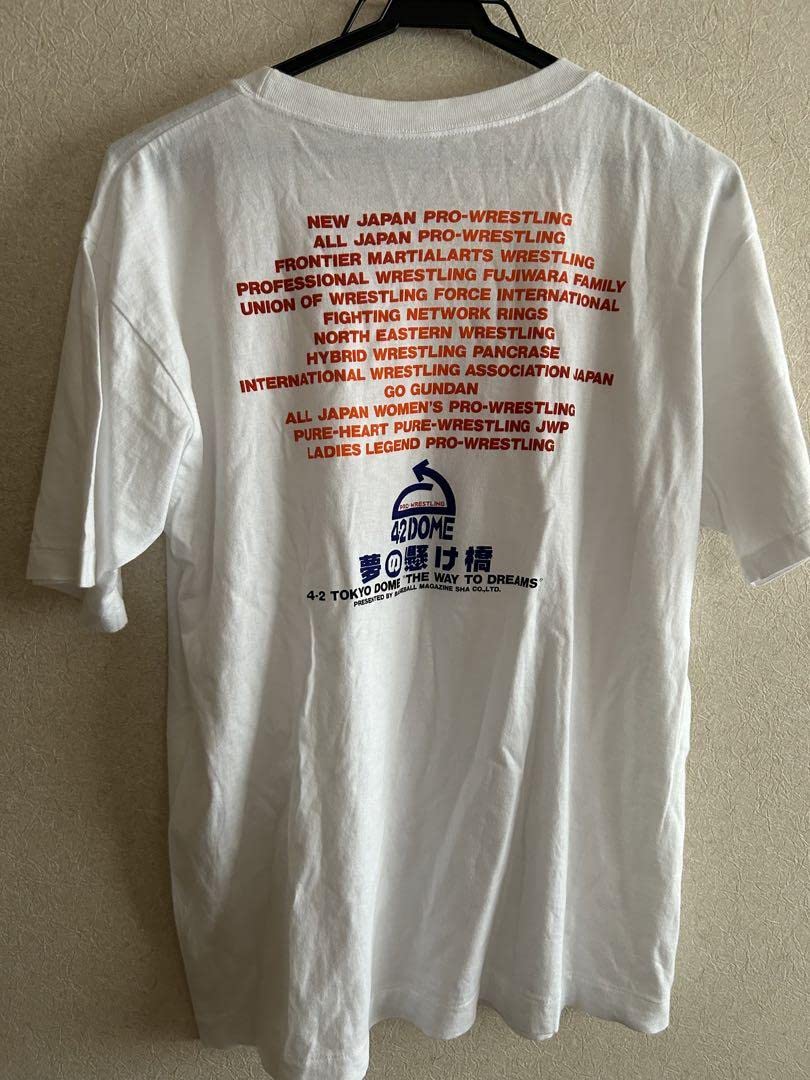 NEW JAPAN PRO-WRESTLING
ALL JAPAN PRO-WRESTLING
FRONTIER MARTIALARTS WRESTLING
PROFESSIONAL WRESTLING FUJIWARA FAMILY
UNION OF WRESTLING FORCE INTERNATIONAL
FIGHTING NETWORK RINGS
NORTH EASTERN WRESTLING
HYBRID WRESTLING PANCRASE
INTERNATIONAL WRESTLING ASSOCIATION JAPAN
GO GUNDAN
ALL JAPAN WOMEN'S PRO-WRESTLING
PURE-HEART PURE-WRESTLING JWP
LADIES LEGEND PRO-WRESTLING
PRO-WRESTLING
4·2 DOME
夢の懸け橋
4-2 TOKYO DOME "THE WAY TO DREAMS"
PRESENTED BY BASEBALL MAGAZINE SHA CO.,LTD.